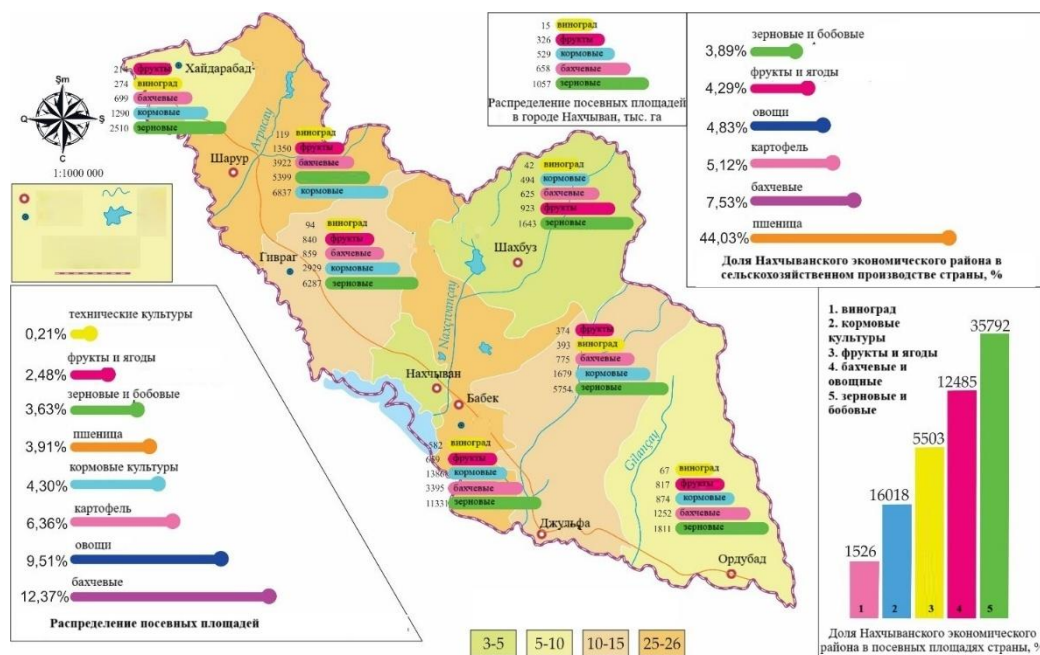 15 виноград
326 фрукты
529 кормовые
658 бахчевые
1057 зерновые
Распределение посевных площадей
в городе Нахчыван, тыс. га
зерновые и бобовые
3,89%
фрукты и ягоды
4,29%
овощи
4,83%
картофель
5,12%
бахчевые
7,53%
пшеница
44,03%
Доля Нахчыванского экономического района в
сельскохозяйственном производстве страны, %
Şm
Q
Ş
C
1:1000 000
фрукты
274 виноград
699 бахчевые
1290 кормовые
2510 зерновые
Хайдарабад
Шарур
Arpaçay
119 виноград
1350 фрукты
3922 бахчевые
5399
6837 кормовые
42 виноград
494 кормовые
625 бахчевые
923 фрукты
1643 зерновые
Шахбуз
94 виноград
840 фрукты
859 бахчевые
2929 кормовые
6287 зерновые
Гивраг
Naxçıvançay
374 фрукты
393 виноград
775 бахчевые
1679 кормовые
5754 зерновые
Нахчыван
Бабек
582 виноград
659 фрукты
13868 кормовые
3395 бахчевые
11331 зерновые
Gilançay
67 виноград
817 фрукты
874 кормовые
1252 бахчевые
1811 зерновые
Джульфа
Ордубад
технические культуры
0,21%
фрукты и ягоды
2,48%
зерновые и бобовые
3,63%
пшеница
3,91%
кормовые культуры
4,30%
картофель
6,36%
овощи
9,51%
бахчевые
12,37%
Распределение посевных площадей
3-5 5-10 10-15 25-26
1. виноград
2. кормовые
культуры
3. фрукты и ягоды
4. бахчевые и
овощные
5. зерновые и
бобовые
1526
16018
5503
12485
35792
1 2 3 4 5
Доля Нахчыванского экономического
района в посевных площадях страны, %